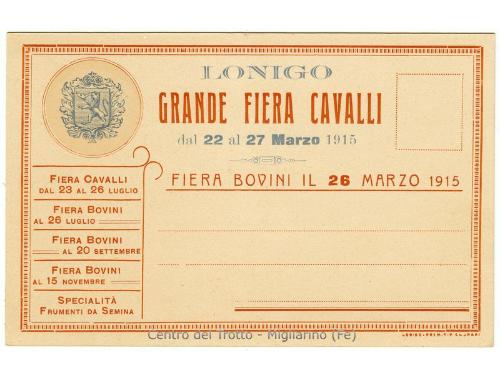 LONIGO
GRANDE FIERA CAVALLI
dal 22 al 27 Marzo 1915
FIERA BOVINI IL 26 MARZO 1915
FIERA CAVALLI
DAL 23 AL 26 LUGLIO
FIERA BOVINI
AL 26 LUGLIO
FIERA BOVINI
AL 20 SETTEMBRE
FIERA BOVINI
AL 15 NOVEMBRE
SPECIALITÀ
FRUMENTI DA SEMINA
Centro del Trotto - Migliarino (Fe)